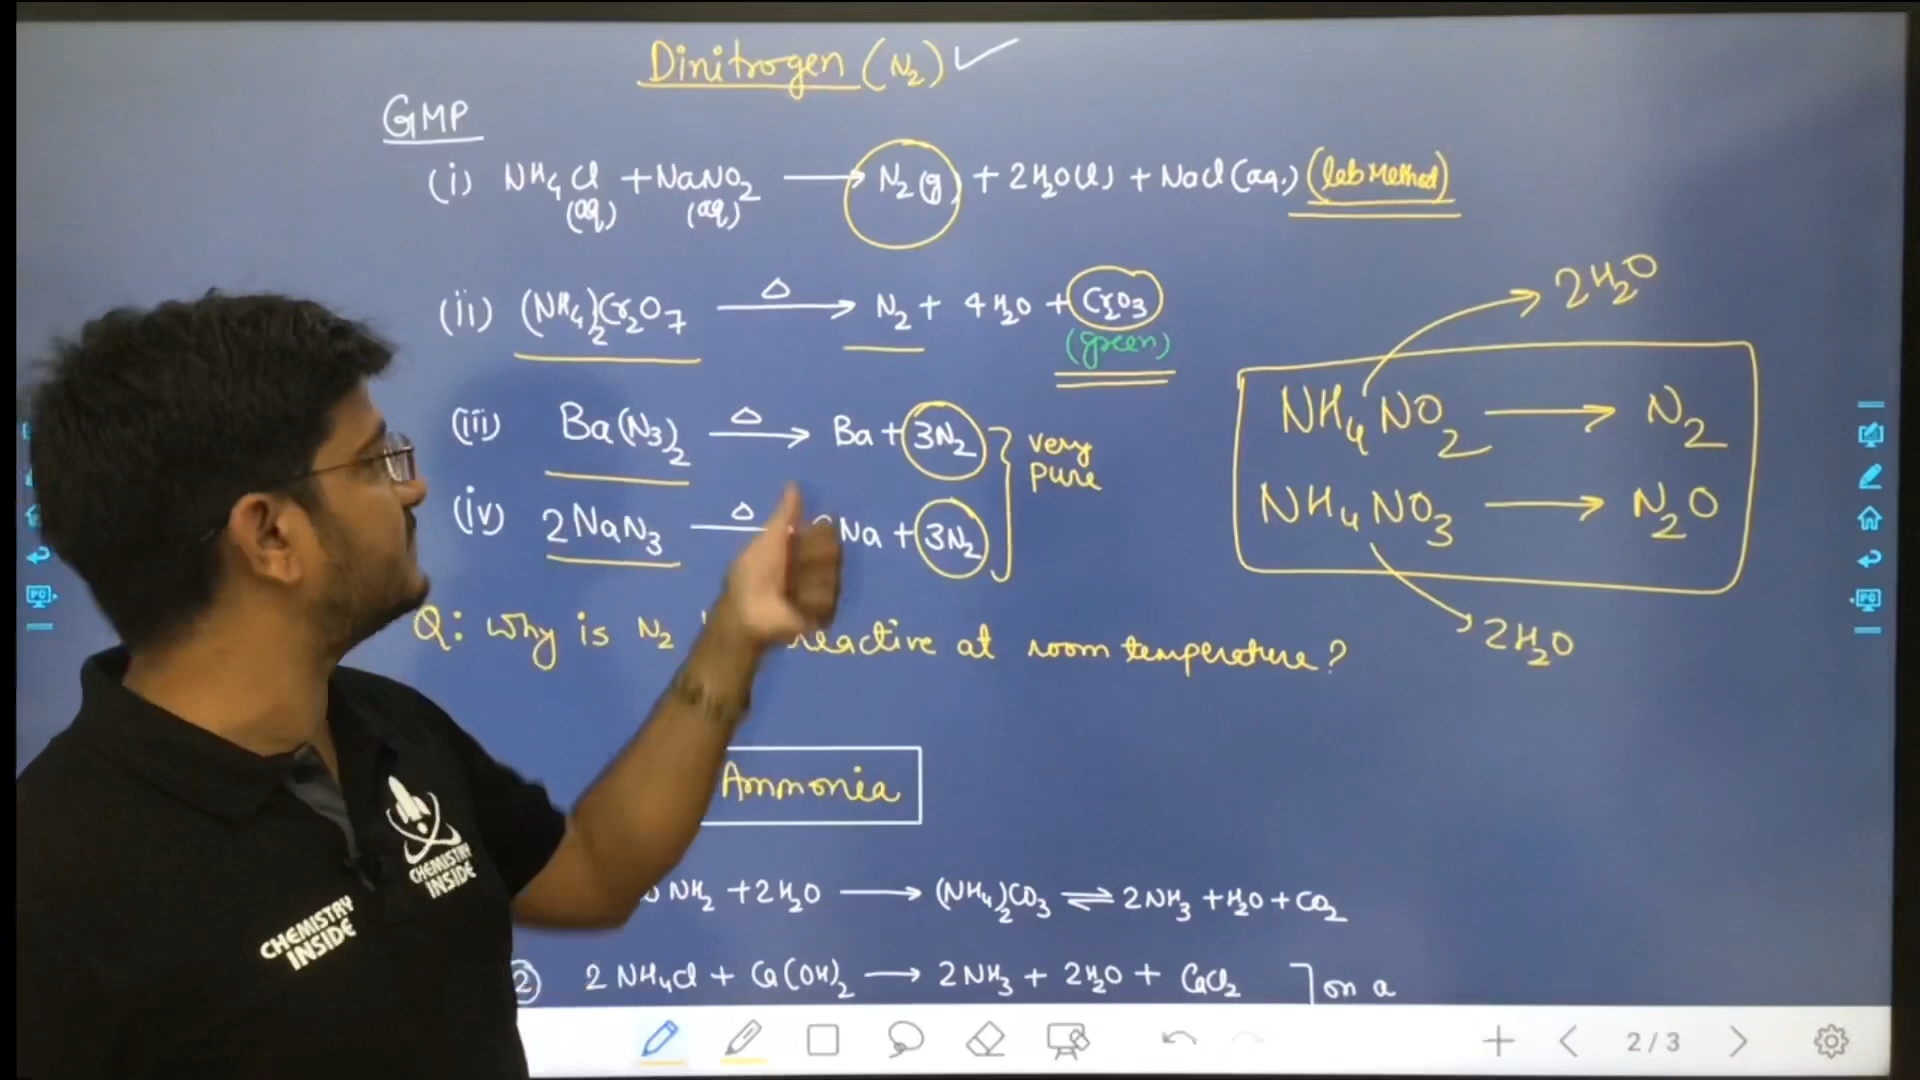 Dinitrogen (N₂) ✓
GMP
(i) NH₄Cl(aq) + NaNO₂(aq) ⟶ N₂(g) + 2H₂O(l) + NaCl(aq.) (lab Method)
(ii) (NH₄)₂Cr₂O₇ —Δ→ N₂ + 4H₂O + Cr₂O₃
(green)
(iii) Ba(N₃)₂ —Δ→ Ba + 3N₂
(iv) 2NaN₃ —Δ→ Na + 3N₂
very
pure
2H₂O
NH₄NO₂ ⟶ N₂
NH₄NO₃ ⟶ N₂O
2H₂O
Q: Why is N₂ reactive at room temperature?
Ammonia
NH₂ + 2H₂O ⟶ (NH₄)₂CO₃ ⇌ 2NH₃ + H₂O + CO₂
② 2NH₄Cl + Ca(OH)₂ ⟶ 2NH₃ + 2H₂O + CaCl₂ ] on a
CHEMISTRY
INSIDE
CHEMISTRY
INSIDE
2/3